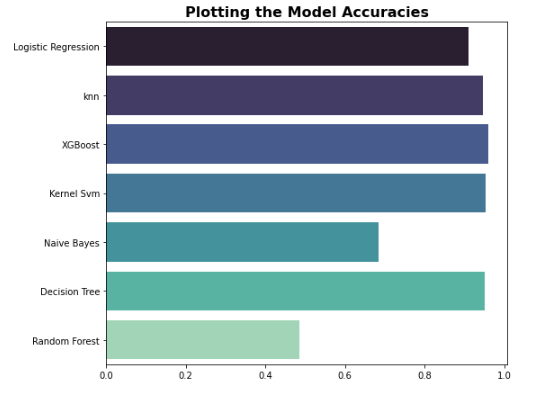 Plotting the Model Accuracies
Logistic Regression
knn
XGBoost
Kernel Svm
Naive Bayes
Decision Tree
Random Forest
0.0 0.2 0.4 0.6 0.8 1.0